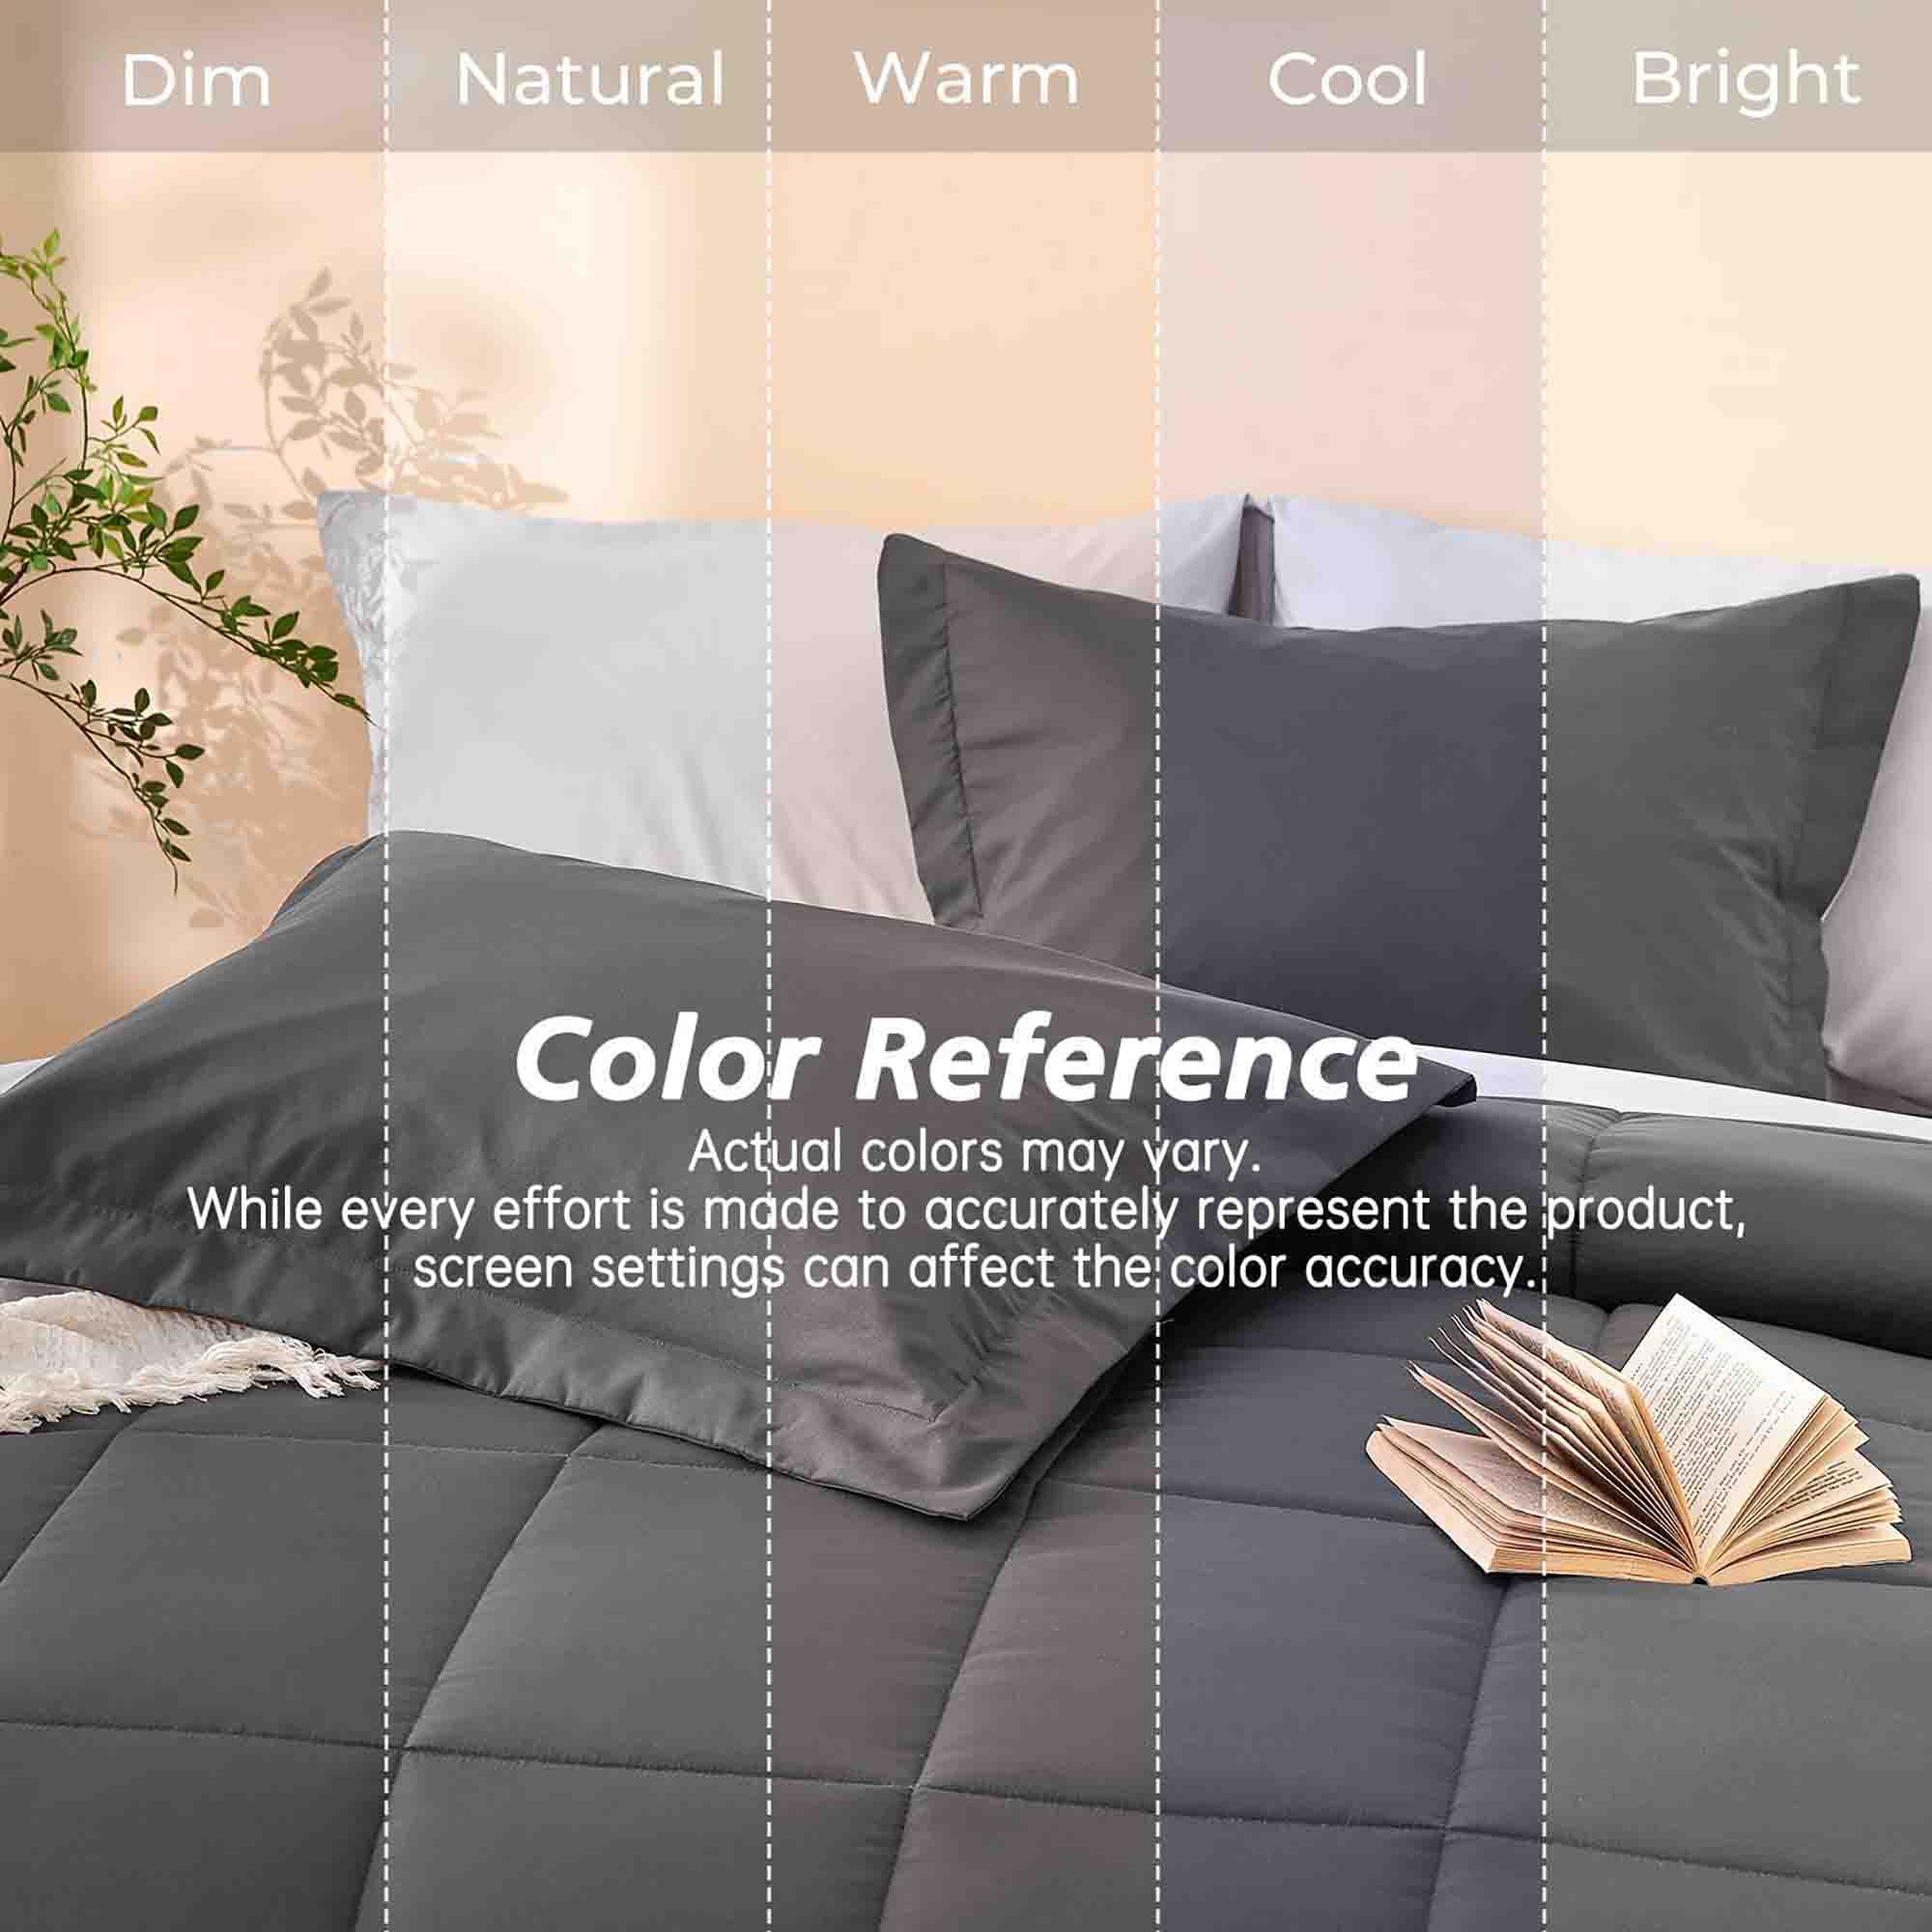 Dim Natural Warm Cool Bright
Color Reference
Actual colors may vary.
While every effort is made to accurately represent the product,
screen settings can affect the color accuracy.